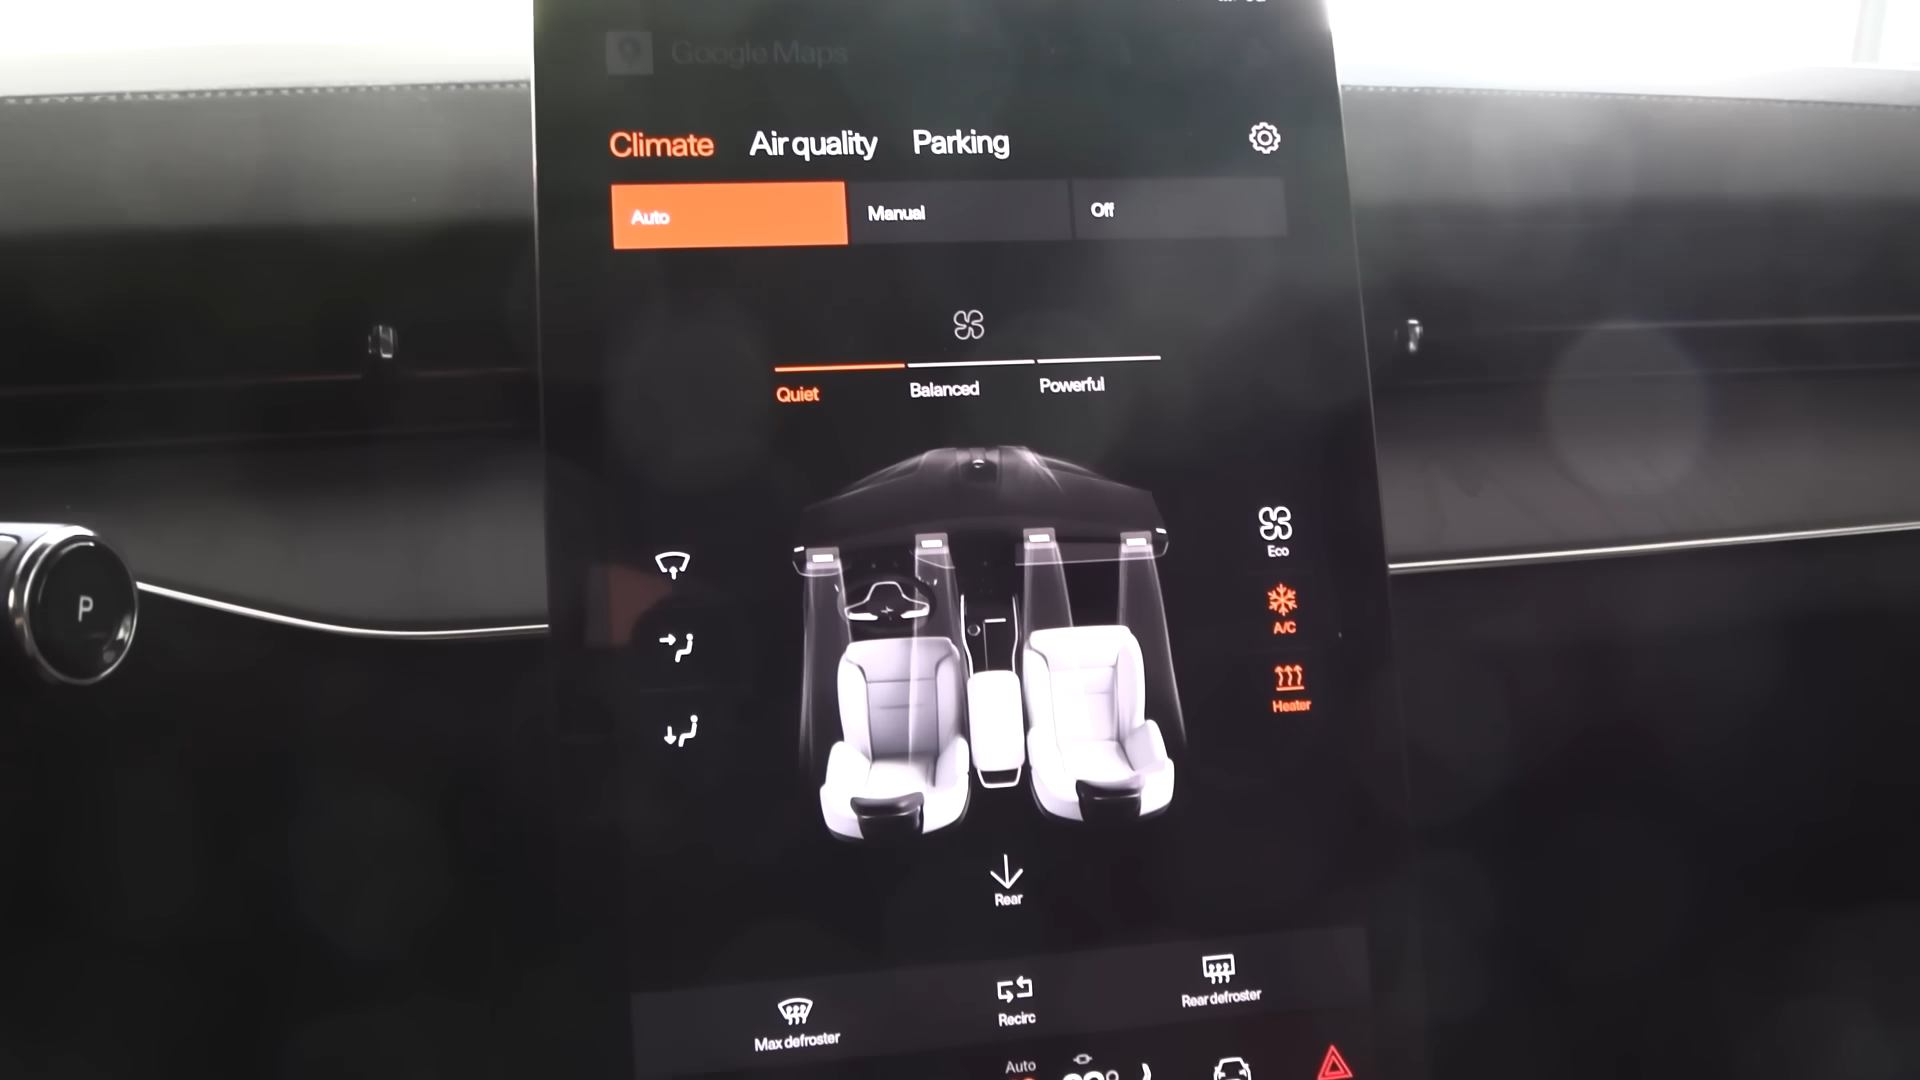 Google Maps
Climate Air quality Parking
Auto Manual Off
Quiet Balanced Powerful
Eco
A/C
P
Heater
Rear
Rear defroster
Recirc
Max defroster
Auto